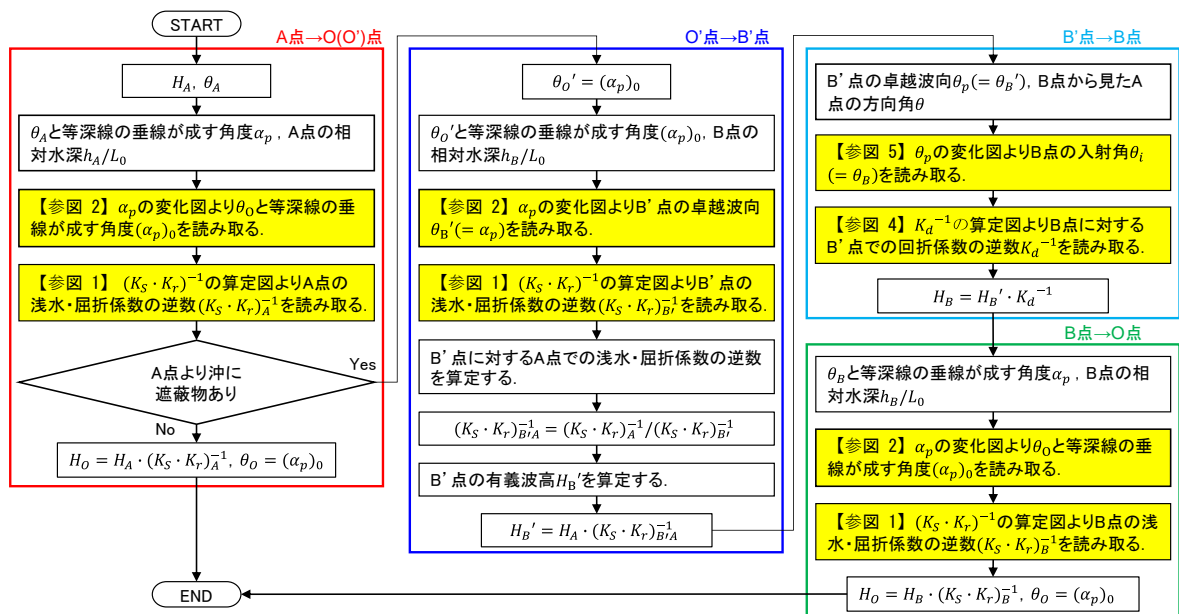 START
A点→O(O')点
H_A, θ_A
θ_Aと等深線の垂線が成す角度α_p , A点の相
対水深h_A/L_0
【参図 2】 α_pの変化図よりθ_Oと等深線の垂
線が成す角度(α_p)_0を読み取る.
【参図 1】 (K_S・K_r)^{-1}の算定図よりA点の
浅水・屈折係数の逆数(K_S・K_r)_A^{-1}を読み取る.
A点より沖に
遮蔽物あり
Yes
No
H_O = H_A・(K_S・K_r)_A^{-1}, θ_O = (α_p)_0
END
O'点→B'点
θ_O' = (α_p)_0
θ_O'と等深線の垂線が成す角度(α_p)_0, B点の
相対水深h_B/L_0
【参図 2】 α_pの変化図よりB'点の卓越波向
θ_B'(= α_p)を読み取る.
【参図 1】 (K_S・K_r)^{-1}の算定図よりB'点の
浅水・屈折係数の逆数(K_S・K_r)_{B'}^{-1}を読み取る.
B'点に対するA点での浅水・屈折係数の逆数
を算定する.
(K_S・K_r)_{B'A}^{-1} = (K_S・K_r)_A^{-1}/(K_S・K_r)_{B'}^{-1}
B'点の有義波高H_B'を算定する.
H_B' = H_A・(K_S・K_r)_{B'A}^{-1}
B'点→B点
B'点の卓越波向θ_p(= θ_B'), B点から見たA
点の方向角θ
【参図 5】 θ_pの変化図よりB点の入射角θ_i
(= θ_B)を読み取る.
【参図 4】 K_d^{-1}の算定図よりB点に対する
B'点での回折係数の逆数K_d^{-1}を読み取る.
H_B = H_B'・K_d^{-1}
B点→O点
θ_Bと等深線の垂線が成す角度α_p , B点の相
対水深h_B/L_0
【参図 2】 α_pの変化図よりθ_Oと等深線の垂
線が成す角度(α_p)_0を読み取る.
【参図 1】 (K_S・K_r)^{-1}の算定図よりB点の浅
水・屈折係数の逆数(K_S・K_r)_B^{-1}を読み取る.
H_O = H_B・(K_S・K_r)_B^{-1}, θ_O = (α_p)_0